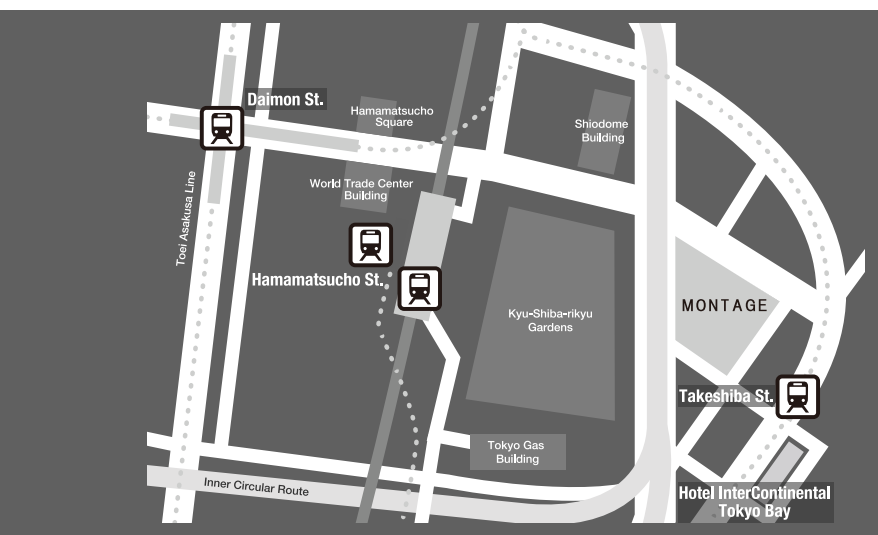 Daimon St.
Hamamatsucho
Square
Shiodome
Building
World Trade Center
Building
Toei Asakusa Line
Hamamatsucho St.
Kyu-Shiba-rikyu
Gardens
MONTAGE
Takeshiba St.
Tokyo Gas
Building
Inner Circular Route
Hotel InterContinental
Tokyo Bay